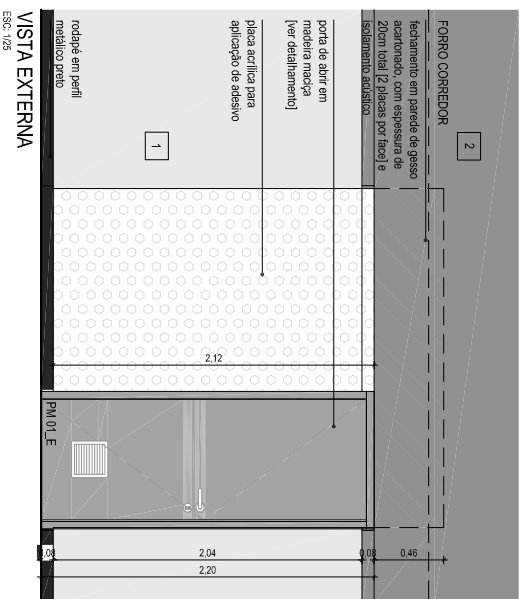 FORRO CORREDOR
2
fechamento em parede de gesso
acartonado, com espessura de
20cm total [2 placas por face] e
isolamento acústico
porta de abrir em
madeira maciça
[ver detalhamento]
placa acrílica para
aplicação de adesivo
1
rodapé em perfil
metálico preto
2,12
PM 01_E
0,46
0,08
2,04
0,08
2,20
VISTA EXTERNA
ESC: 1/25